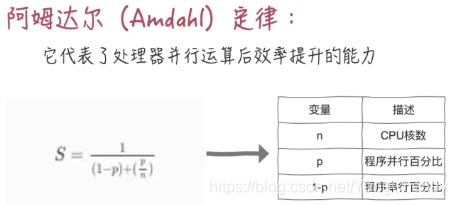 阿姆达尔（Amdahl）定律：
它代表了处理器并行运算后效率提升的能力
S = 1 / ((1-p)+(p/n))
变量 描述
n CPU核数
p 程序并行百分比
1-p 程序串行百分比